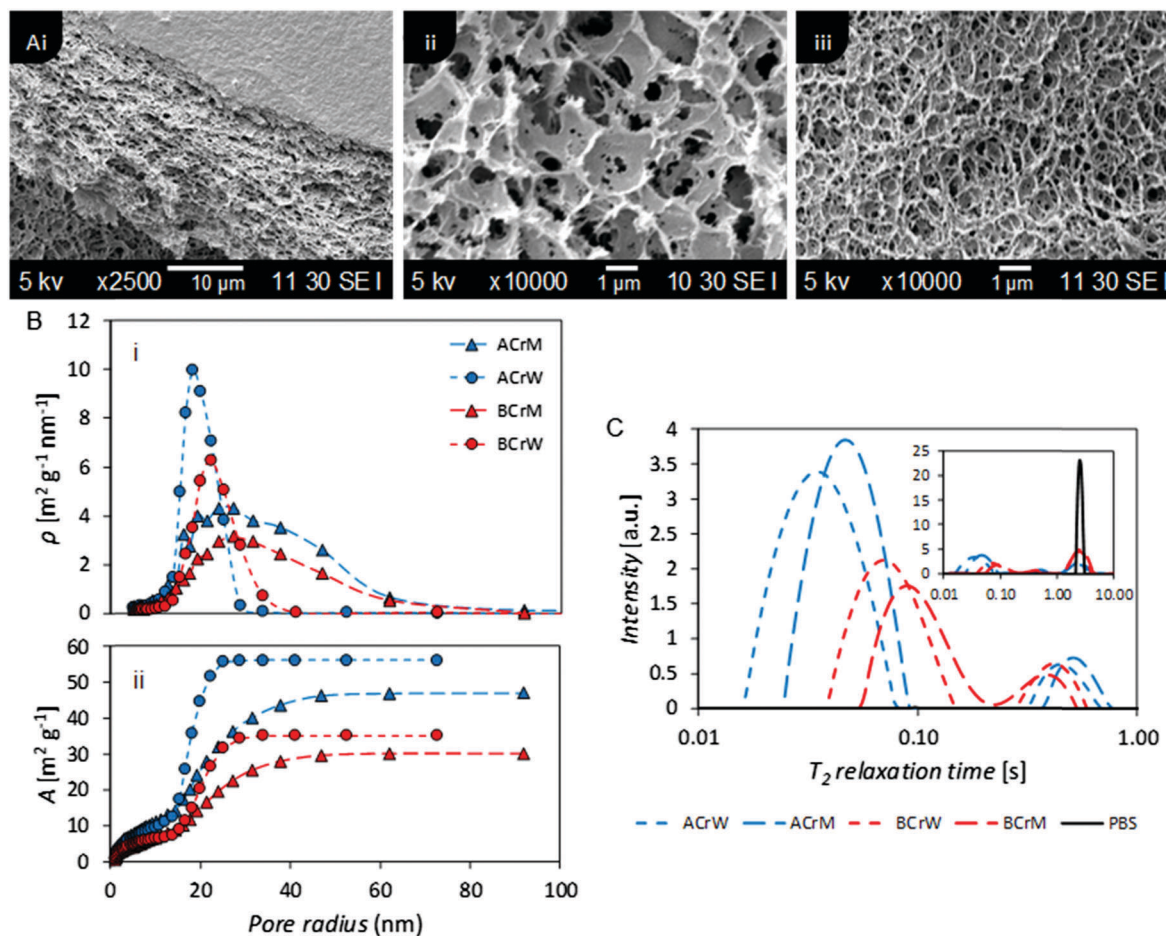 Ai
5 kv x2500 10 µm 11 30 SE I
ii
5 kv x10000 1 µm 10 30 SE I
iii
5 kv x10000 1 µm 11 30 SE I
B
i
12
10
8
6
4
2
0
ρ [m² g⁻¹ nm⁻¹]
ACrM
ACrW
BCrM
BCrW
ii
60
50
40
30
20
10
0
A [m² g⁻¹]
0 20 40 60 80 100
Pore radius (nm)
C
4
3.5
3
2.5
2
1.5
1
0.5
0
Intensity [a.u.]
25
20
15
10
5
0
0.01 0.10 1.00 10.00
0.01 0.10 1.00
T₂ relaxation time [s]
ACrW ACrM BCrW BCrM PBS